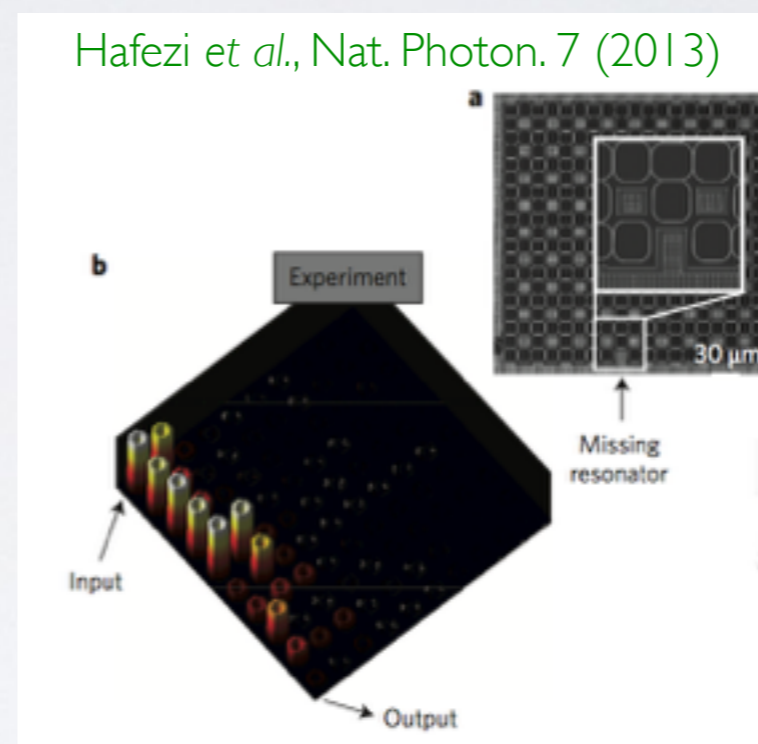 Hafezi et al., Nat. Photon. 7 (2013)
a
b
Experiment
30 μm
Missing
resonator
Input
Output